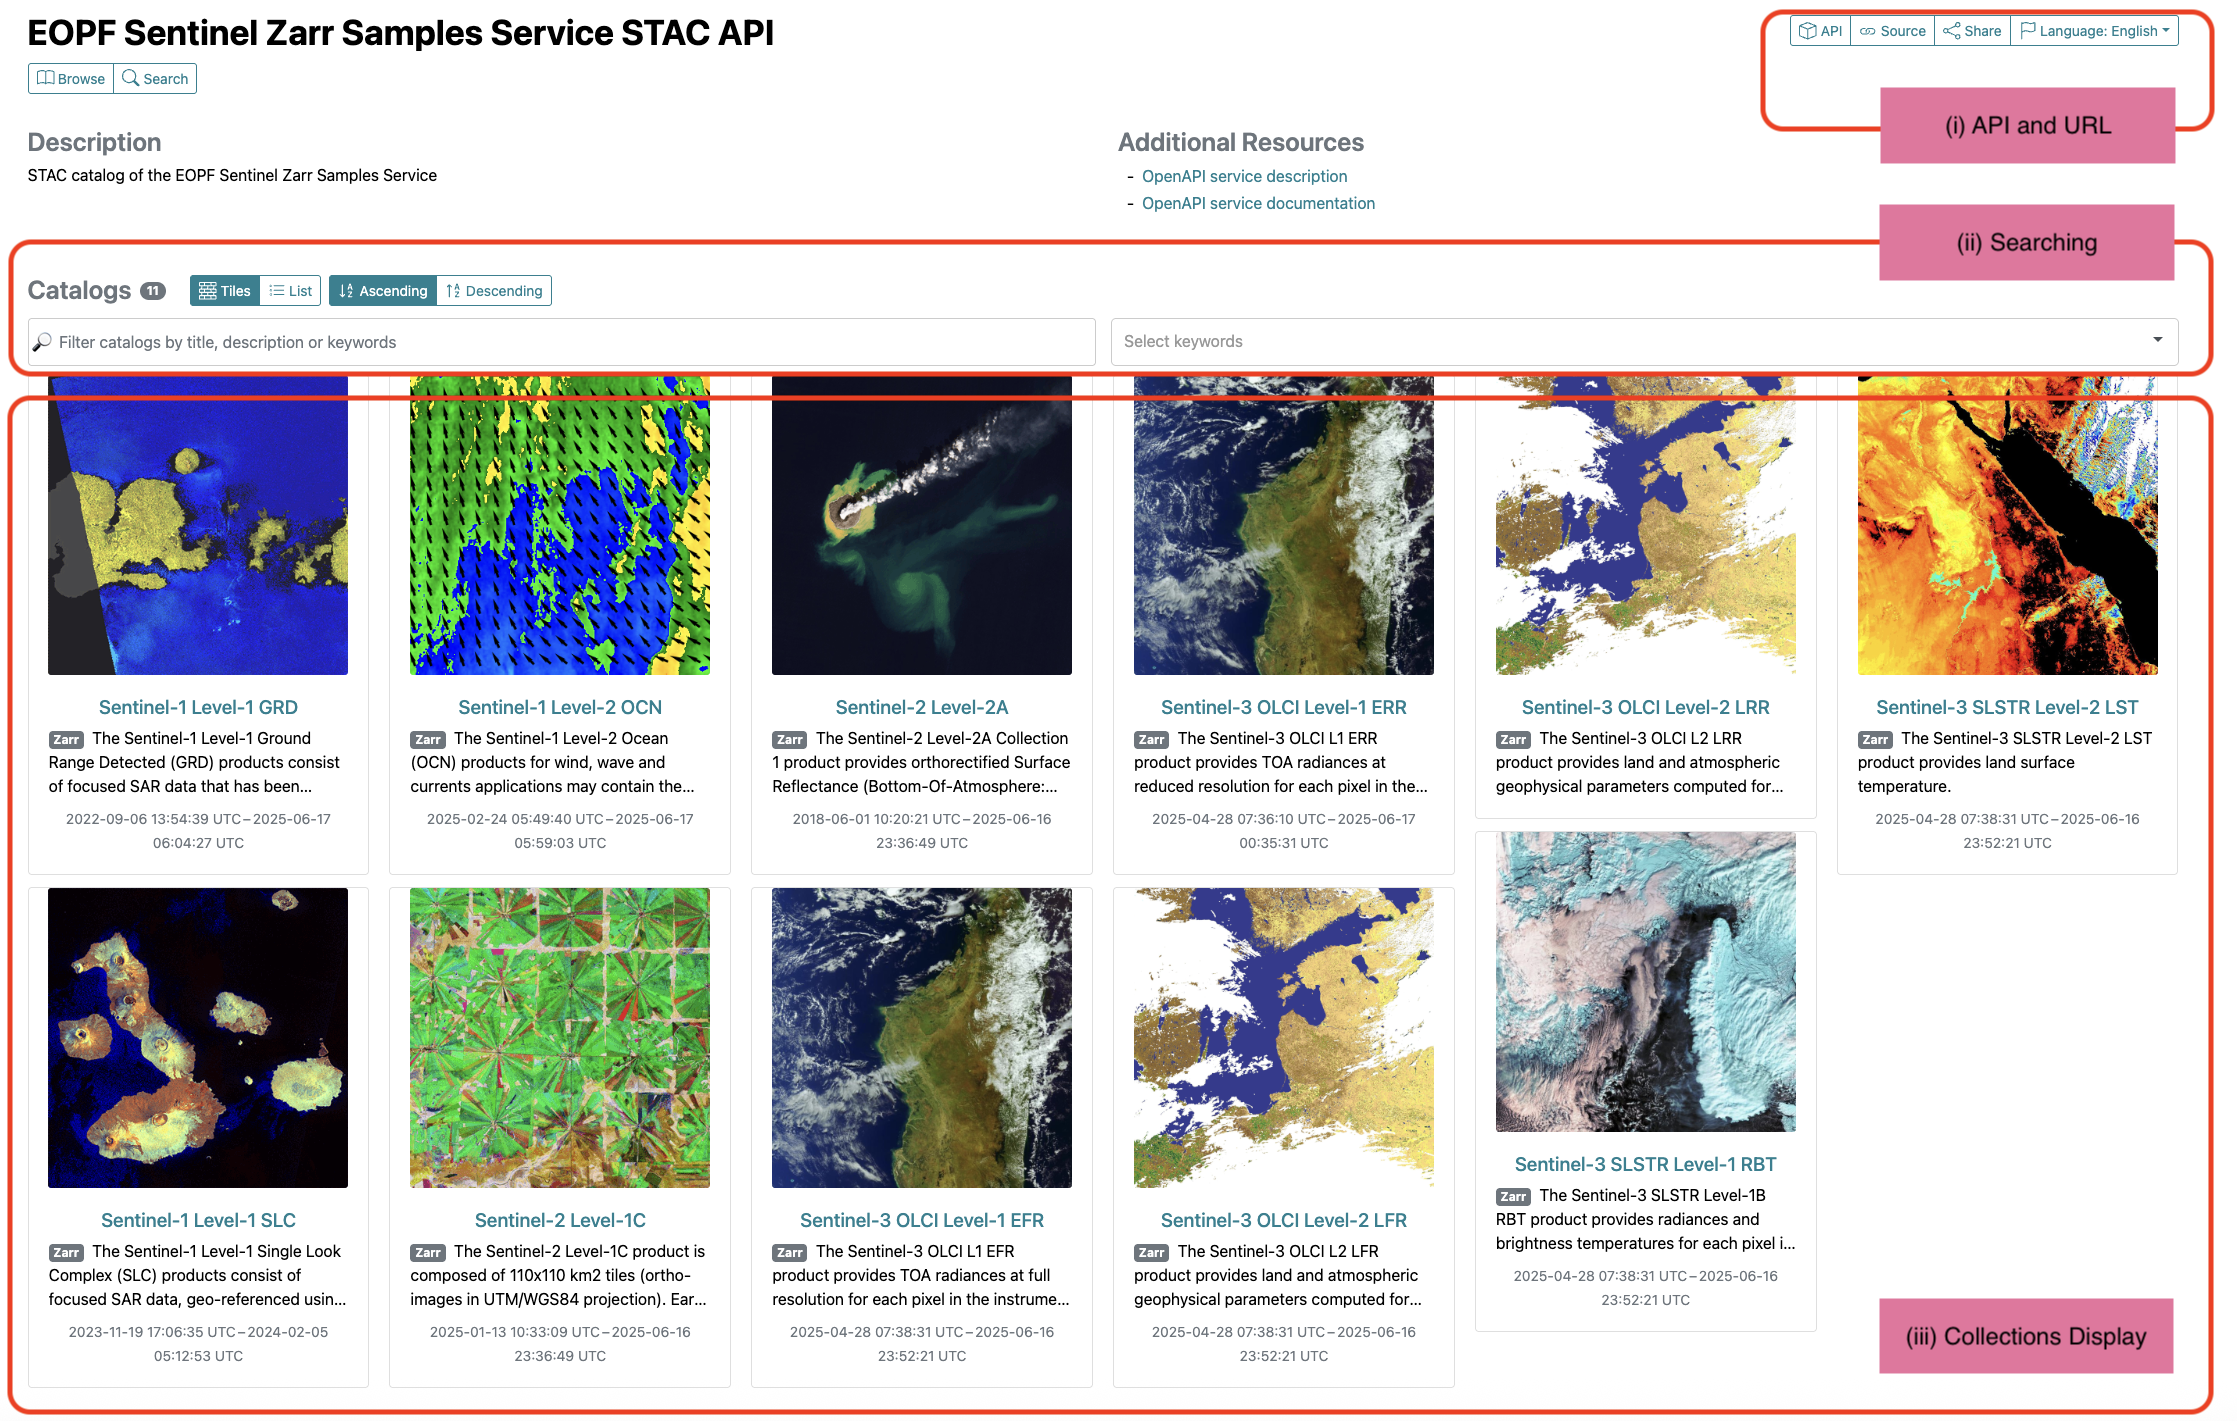 EOPF Sentinel Zarr Samples Service STAC API
API
Source
Share
Language: English
Browse
Search
(i) API and URL
Description
STAC catalog of the EOPF Sentinel Zarr Samples Service
Additional Resources
- OpenAPI service description
- OpenAPI service documentation
(ii) Searching
Catalogs 11
Tiles
List
Ascending
Descending
Filter catalogs by title, description or keywords
Select keywords
Sentinel-1 Level-1 GRD
Zarr The Sentinel-1 Level-1 Ground
Range Detected (GRD) products consist
of focused SAR data that has been...
2022-09-06 13:54:39 UTC – 2025-06-17
06:04:27 UTC
Sentinel-1 Level-2 OCN
Zarr The Sentinel-1 Level-2 Ocean
(OCN) products for wind, wave and
currents applications may contain the...
2025-02-24 05:49:40 UTC – 2025-06-17
05:59:03 UTC
Sentinel-2 Level-2A
Zarr The Sentinel-2 Level-2A Collection
1 product provides orthorectified Surface
Reflectance (Bottom-Of-Atmosphere:...
2018-06-01 10:20:21 UTC – 2025-06-16
23:36:49 UTC
Sentinel-3 OLCI Level-1 ERR
Zarr The Sentinel-3 OLCI L1 ERR
product provides TOA radiances at
reduced resolution for each pixel in the...
2025-04-28 07:36:10 UTC – 2025-06-17
00:35:31 UTC
Sentinel-3 OLCI Level-2 LRR
Zarr The Sentinel-3 OLCI L2 LRR
product provides land and atmospheric
geophysical parameters computed for...
Sentinel-3 SLSTR Level-2 LST
Zarr The Sentinel-3 SLSTR Level-2 LST
product provides land surface
temperature.
2025-04-28 07:38:31 UTC – 2025-06-16
23:52:21 UTC
Sentinel-1 Level-1 SLC
Zarr The Sentinel-1 Level-1 Single Look
Complex (SLC) products consist of
focused SAR data, geo-referenced usin...
2023-11-19 17:06:35 UTC – 2024-02-05
05:12:53 UTC
Sentinel-2 Level-1C
Zarr The Sentinel-2 Level-1C product is
composed of 110x110 km2 tiles (ortho-
images in UTM/WGS84 projection). Ear...
2025-01-13 10:33:09 UTC – 2025-06-16
23:36:49 UTC
Sentinel-3 OLCI Level-1 EFR
Zarr The Sentinel-3 OLCI L1 EFR
product provides TOA radiances at full
resolution for each pixel in the instrume...
2025-04-28 07:38:31 UTC – 2025-06-16
23:52:21 UTC
Sentinel-3 OLCI Level-2 LFR
Zarr The Sentinel-3 OLCI L2 LFR
product provides land and atmospheric
geophysical parameters computed for...
2025-04-28 07:38:31 UTC – 2025-06-16
23:52:21 UTC
Sentinel-3 SLSTR Level-1 RBT
Zarr The Sentinel-3 SLSTR Level-1B
RBT product provides radiances and
brightness temperatures for each pixel i...
2025-04-28 07:38:31 UTC – 2025-06-16
23:52:21 UTC
(iii) Collections Display